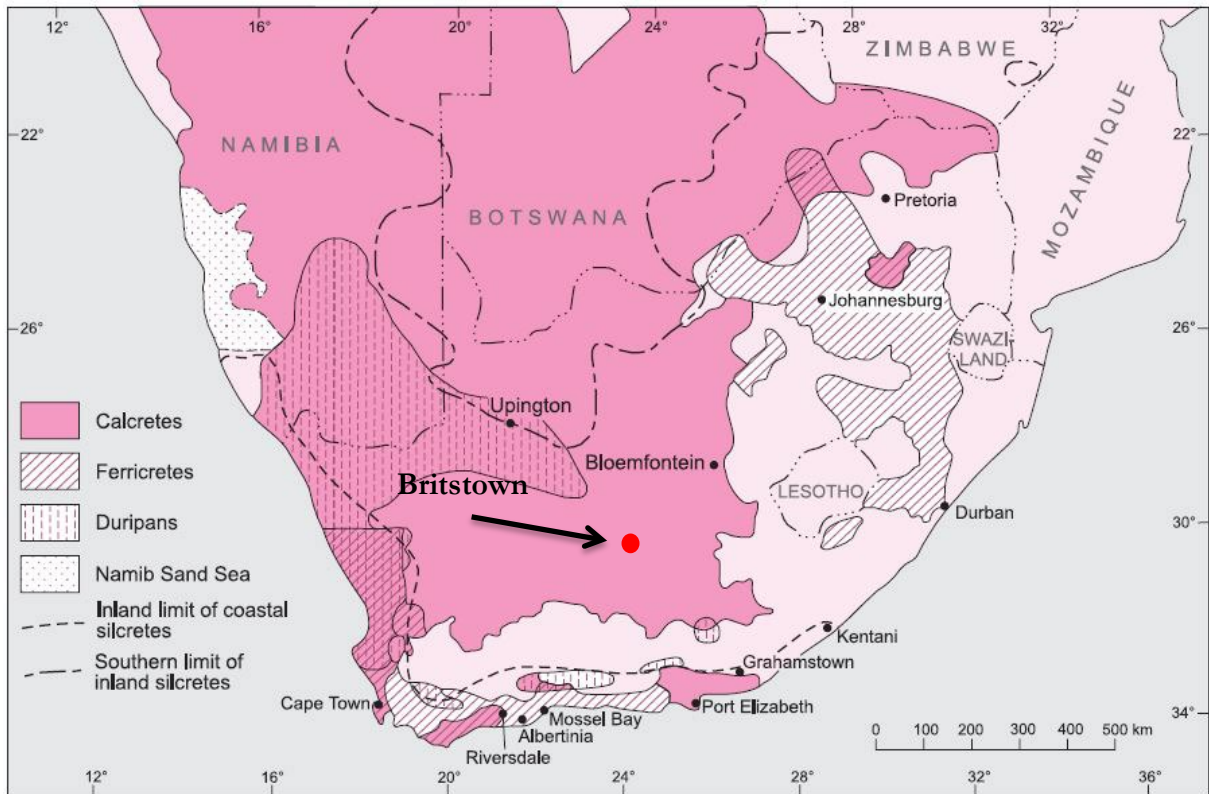 12° 16° 20° 24° 28° 32°
ZIMBABWE
22° NAMIBIA 22°
MOZAMBIQUE
BOTSWANA
Pretoria
Johannesburg
26° 26°
SWAZI-
LAND
Calcretes
Upington
Ferricretes
Bloemfontein
Britstown
LESOTHO
Duripans
Durban
30°
Namib Sand Sea
Inland limit of coastal
silcretes
Kentani
Southern limit of
inland silcretes
Grahamstown
Cape Town
Port Elizabeth
Mossel Bay
34°
Albertinia
Riversdale
0 100 200 300 400 500 km
12° 16° 20° 24° 28° 32° 36°